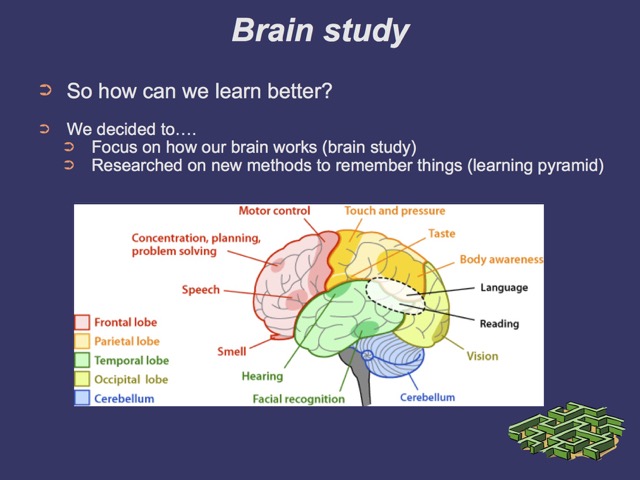 Brain study
So how can we learn better?
We decided to….
Focus on how our brain works (brain study)
Researched on new methods to remember things (learning pyramid)
Motor control
Touch and pressure
Taste
Concentration, planning,
problem solving
Body awareness
Speech
Language
Reading
Frontal lobe
Parietal lobe
Temporal lobe
Occipital lobe
Cerebellum
Smell
Vision
Hearing
Facial recognition
Cerebellum